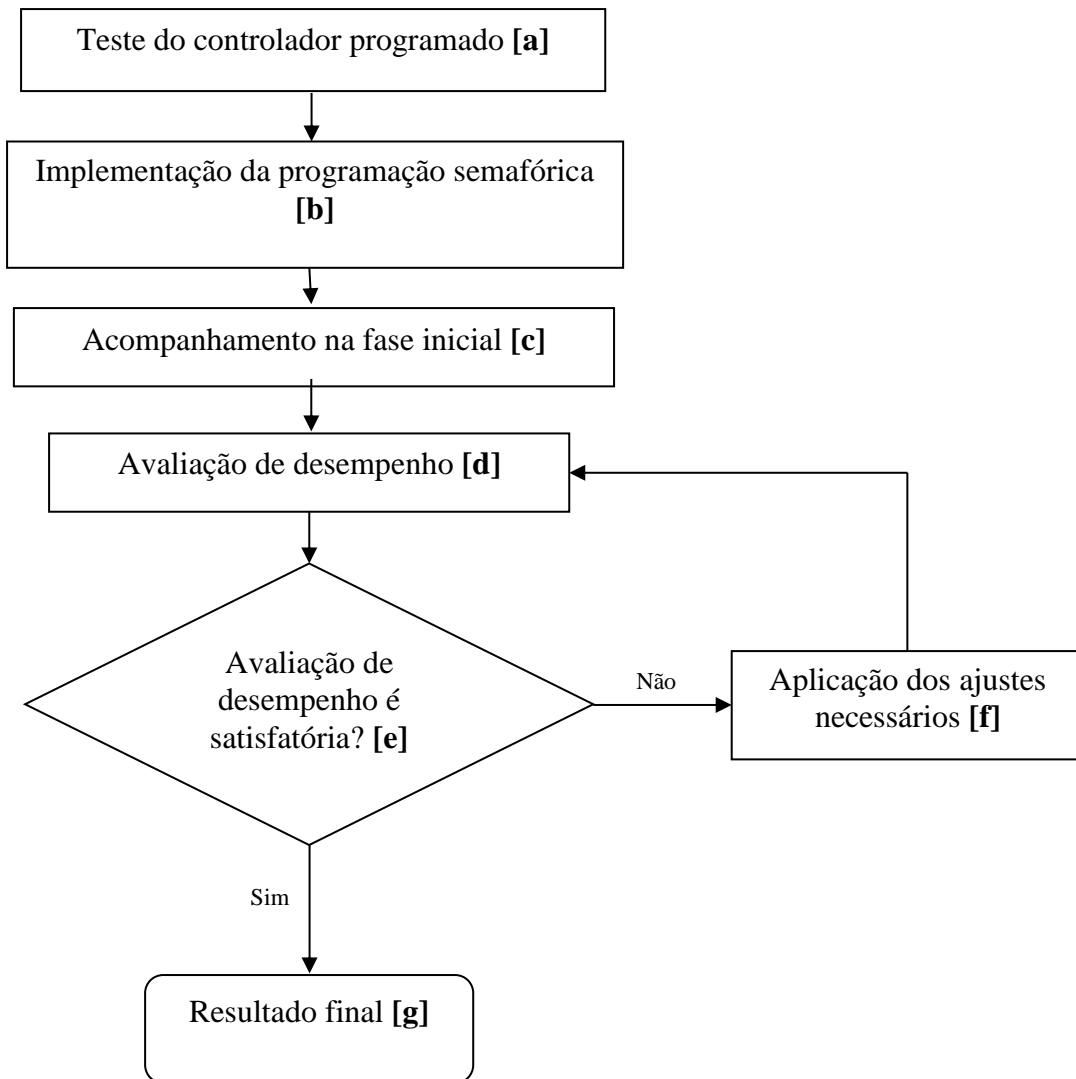 Teste do controlador programado [a]
Implementação da programação semafórica
[b]
Acompanhamento na fase inicial [c]
Avaliação de desempenho [d]
Avaliação de
desempenho é
satisfatória? [e]
Não
Aplicação dos ajustes
necessários [f]
Sim
Resultado final [g]